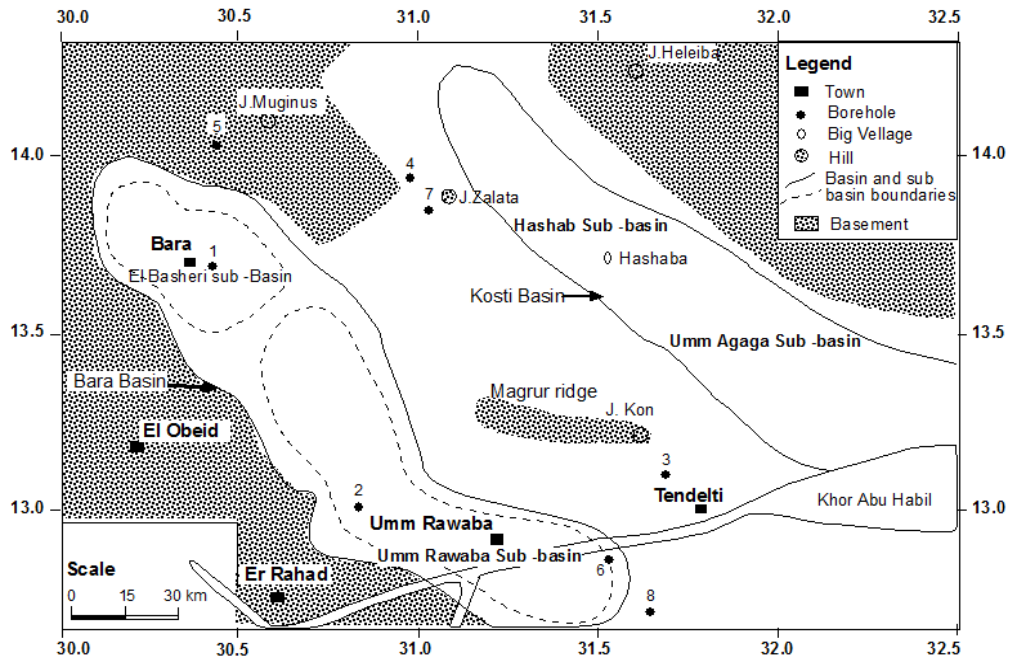 30.0 30.5 31.0 31.5 32.0 32.5
J.Heleiba
Legend
Town
Borehole
Big Vellage
Hill
Basin and sub
basin boundaries
Basement
J.Muginus
5
14.0
4
14.0
7
J.Zalata
Hashab Sub -basin
Bara
1
El-Basheri sub -Basin
Hashaba
Kosti Basin
13.5
Umm Agaga Sub -basin
13.5
Bara Basin
Magrur ridge
J. Kon
El Obeid
3
2
Tendelti
Khor Abu Habil
13.0
13.0
Umm Rawaba
Umm Rawaba Sub -basin
6
Scale
Er Rahad
0 15 30 km
8
30.0 30.5 31.0 31.5 32.0 32.5